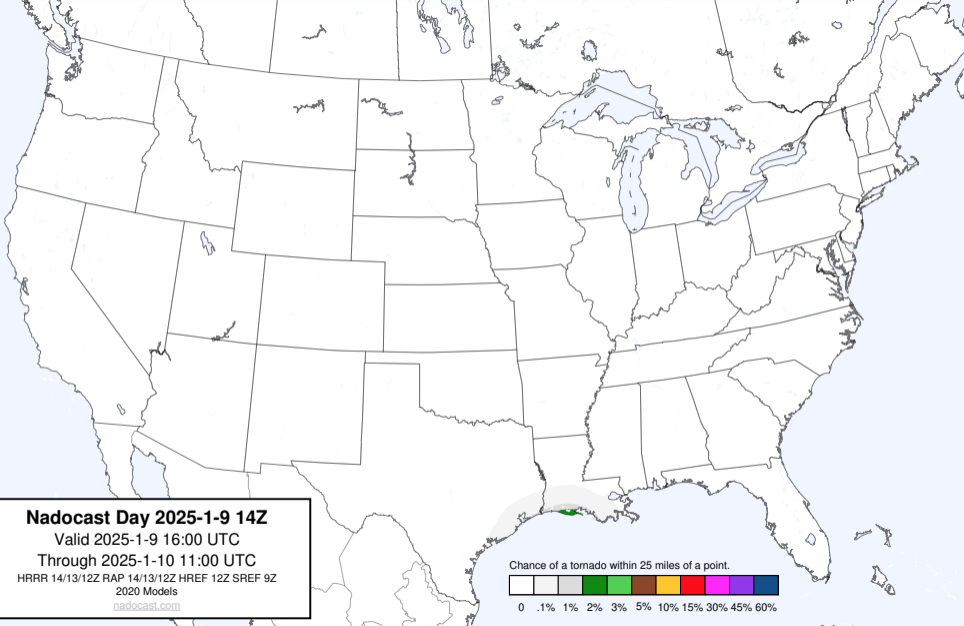 Nadocast Day 2025-1-9 14Z
Valid 2025-1-9 16:00 UTC
Through 2025-1-10 11:00 UTC
HRRR 14/13/12Z RAP 14/13/12Z HREF 12Z SREF 9Z
2020 Models
nadocast.com
Chance of a tornado within 25 miles of a point.
0 .1% 1% 2% 3% 5% 10% 15% 30% 45% 60%